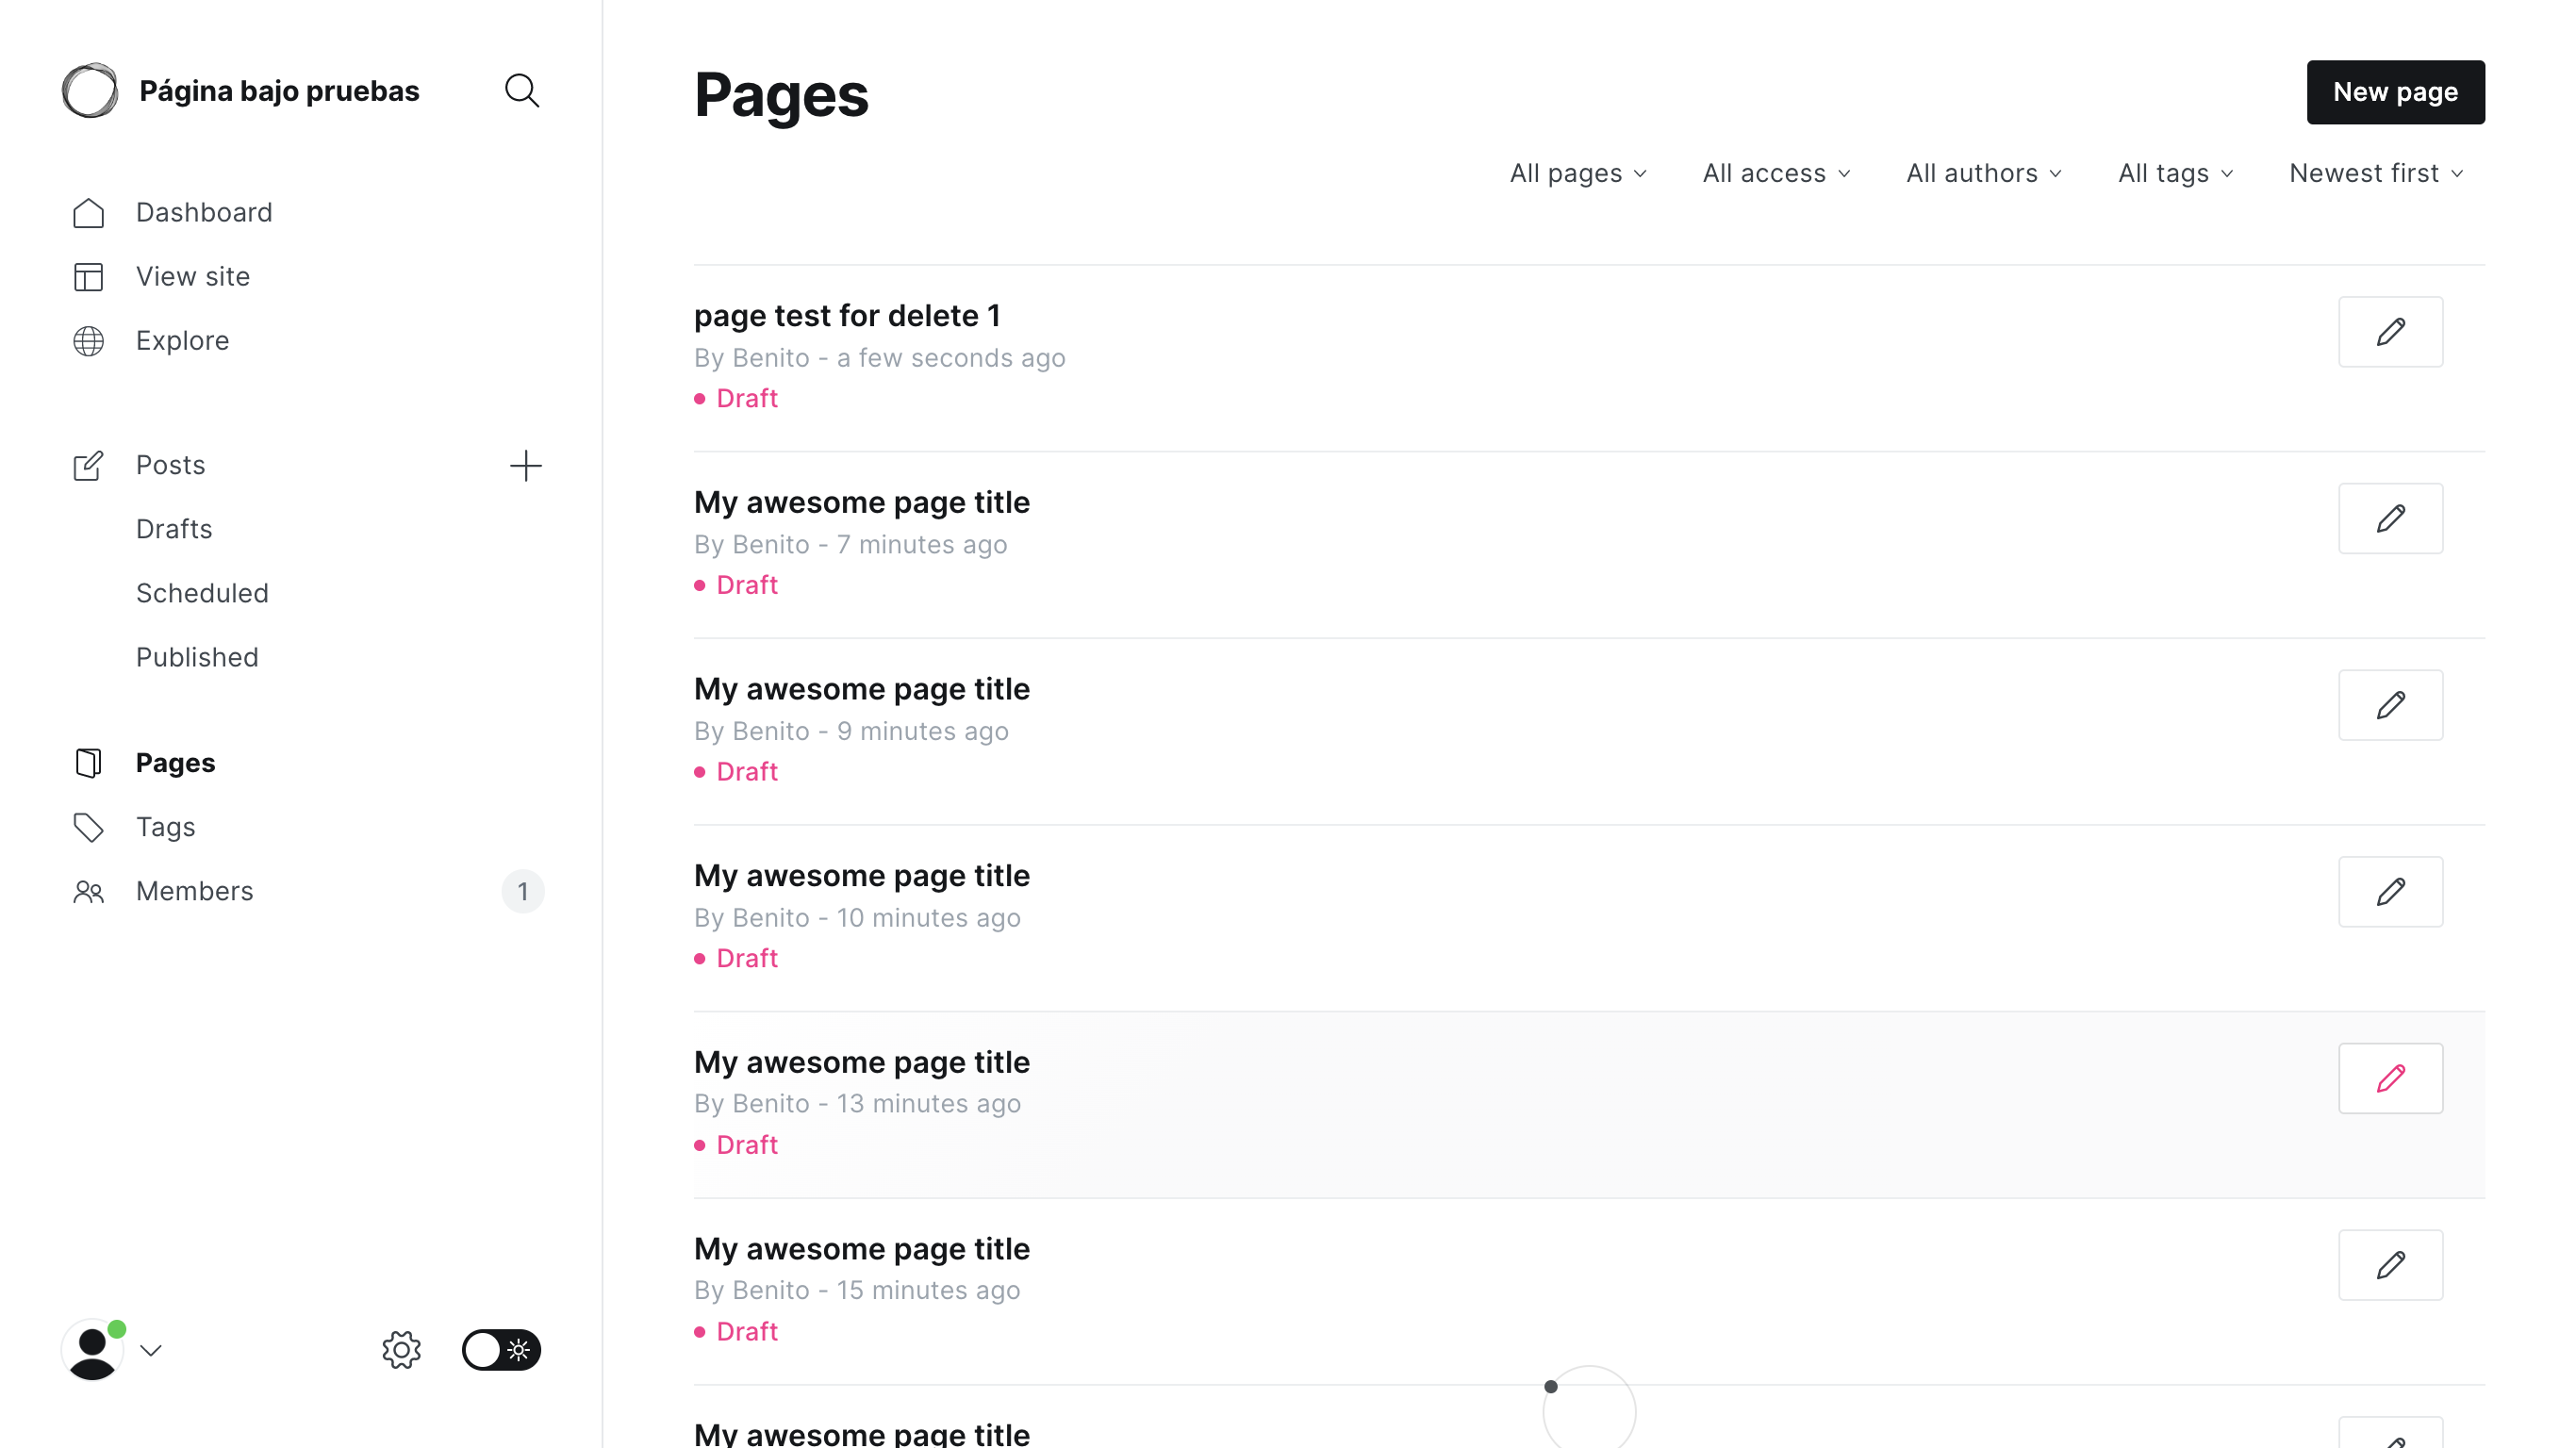 Página bajo pruebas
Dashboard
View site
Explore
Posts
Drafts
Scheduled
Published
Pages
Tags
Members
1
Pages
New page
All pages
All access
All authors
All tags
Newest first
page test for delete 1
By Benito - a few seconds ago
Draft
My awesome page title
By Benito - 7 minutes ago
Draft
My awesome page title
By Benito - 9 minutes ago
Draft
My awesome page title
By Benito - 10 minutes ago
Draft
My awesome page title
By Benito - 13 minutes ago
Draft
My awesome page title
By Benito - 15 minutes ago
Draft
My awesome page title